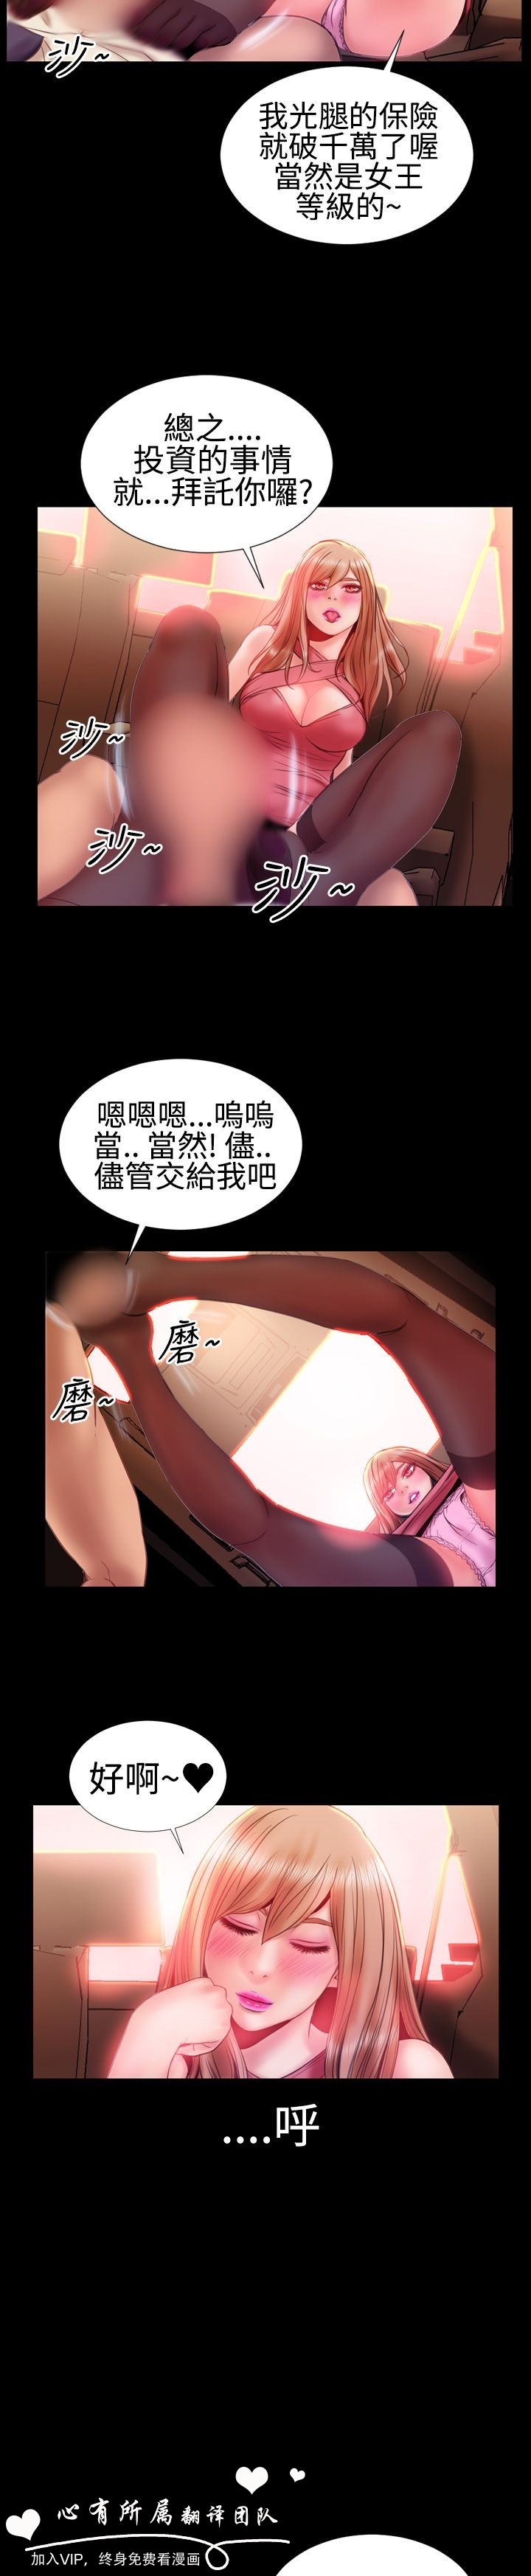 沙~
我光腿的保險
就破千萬了喔
當然是女王
等級的~
總之....
投資的事情
就...拜託你囉?
沙~
沙~
沙~
嗯嗯嗯...嗚嗚
當.. 當然! 儘..
儘管交給我吧
磨~
磨~
好啊~♥
....呼
心有所属翻译团队
加入VIP，终身免费看漫画